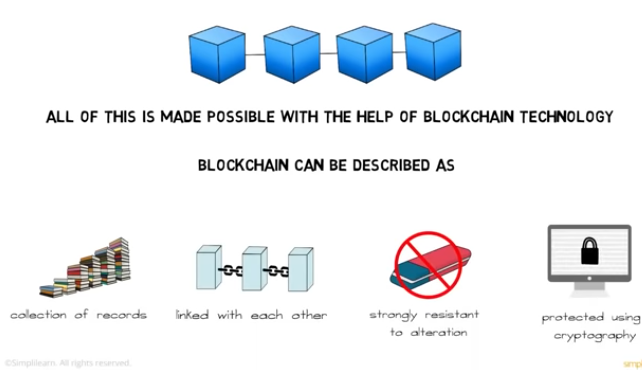 ALL OF THIS IS MADE POSSIBLE WITH THE HELP OF BLOCKCHAIN TECHNOLOGY
BLOCKCHAIN CAN BE DESCRIBED AS
collection of records
linked with each other
strongly resistant
to alteration
protected using
cryptography
©Simplilearn. All rights reserved.
simpl